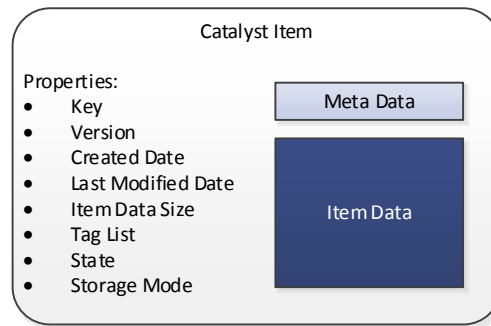 Catalyst Item
Properties:
• Key
• Version
• Created Date
• Last Modified Date
• Item Data Size
• Tag List
• State
• Storage Mode
Meta Data
Item Data